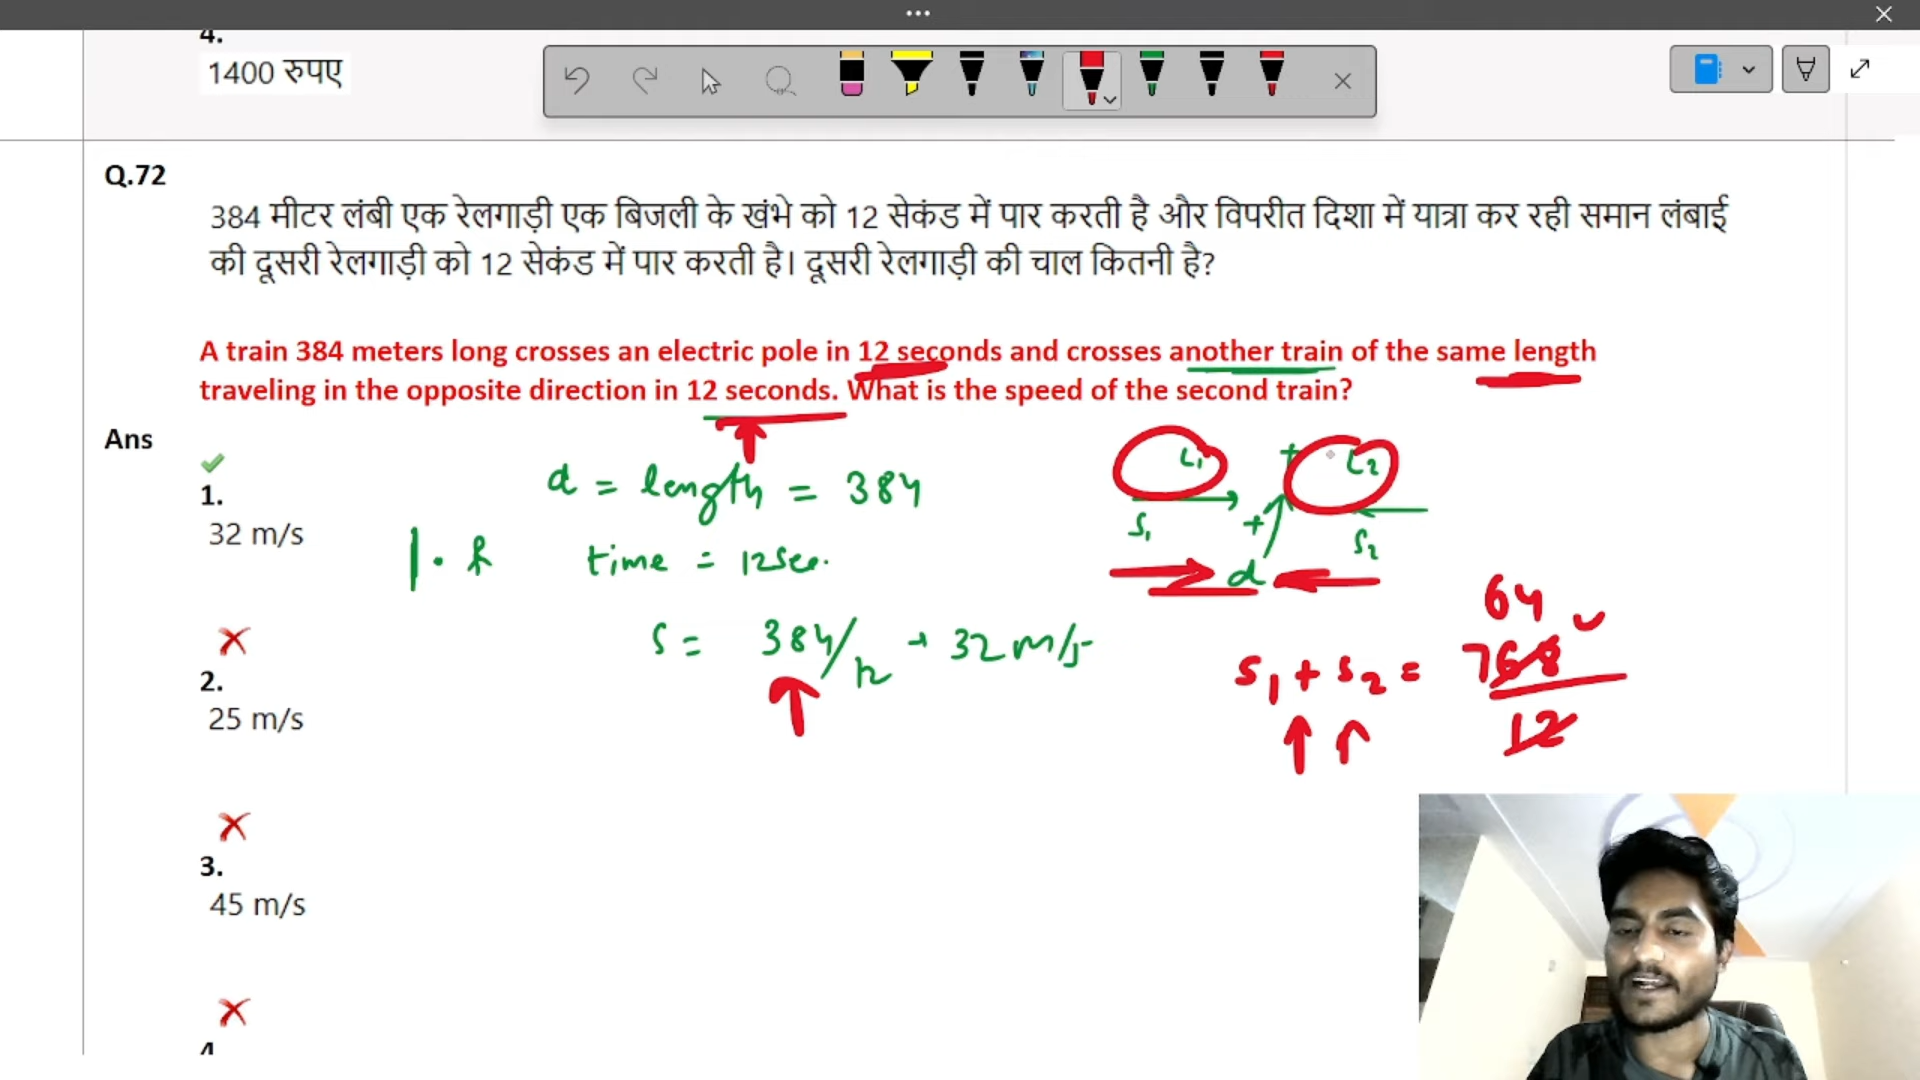 4.
1400 रुपए
Q.72
384 मीटर लंबी एक रेलगाड़ी एक बिजली के खंभे को 12 सेकंड में पार करती है और विपरीत दिशा में यात्रा कर रही समान लंबाई
की दूसरी रेलगाड़ी को 12 सेकंड में पार करती है। दूसरी रेलगाड़ी की चाल कितनी है?
A train 384 meters long crosses an electric pole in 12 seconds and crosses another train of the same length
traveling in the opposite direction in 12 seconds. What is the speed of the second train?
Ans
1.
32 m/s
2.
25 m/s
3.
45 m/s
4
d = length = 384
time = 12sec.
S = 384/12 → 32 m/s
L1 + L2
S1 + S2
d
64
S1 + S2 = 768
12